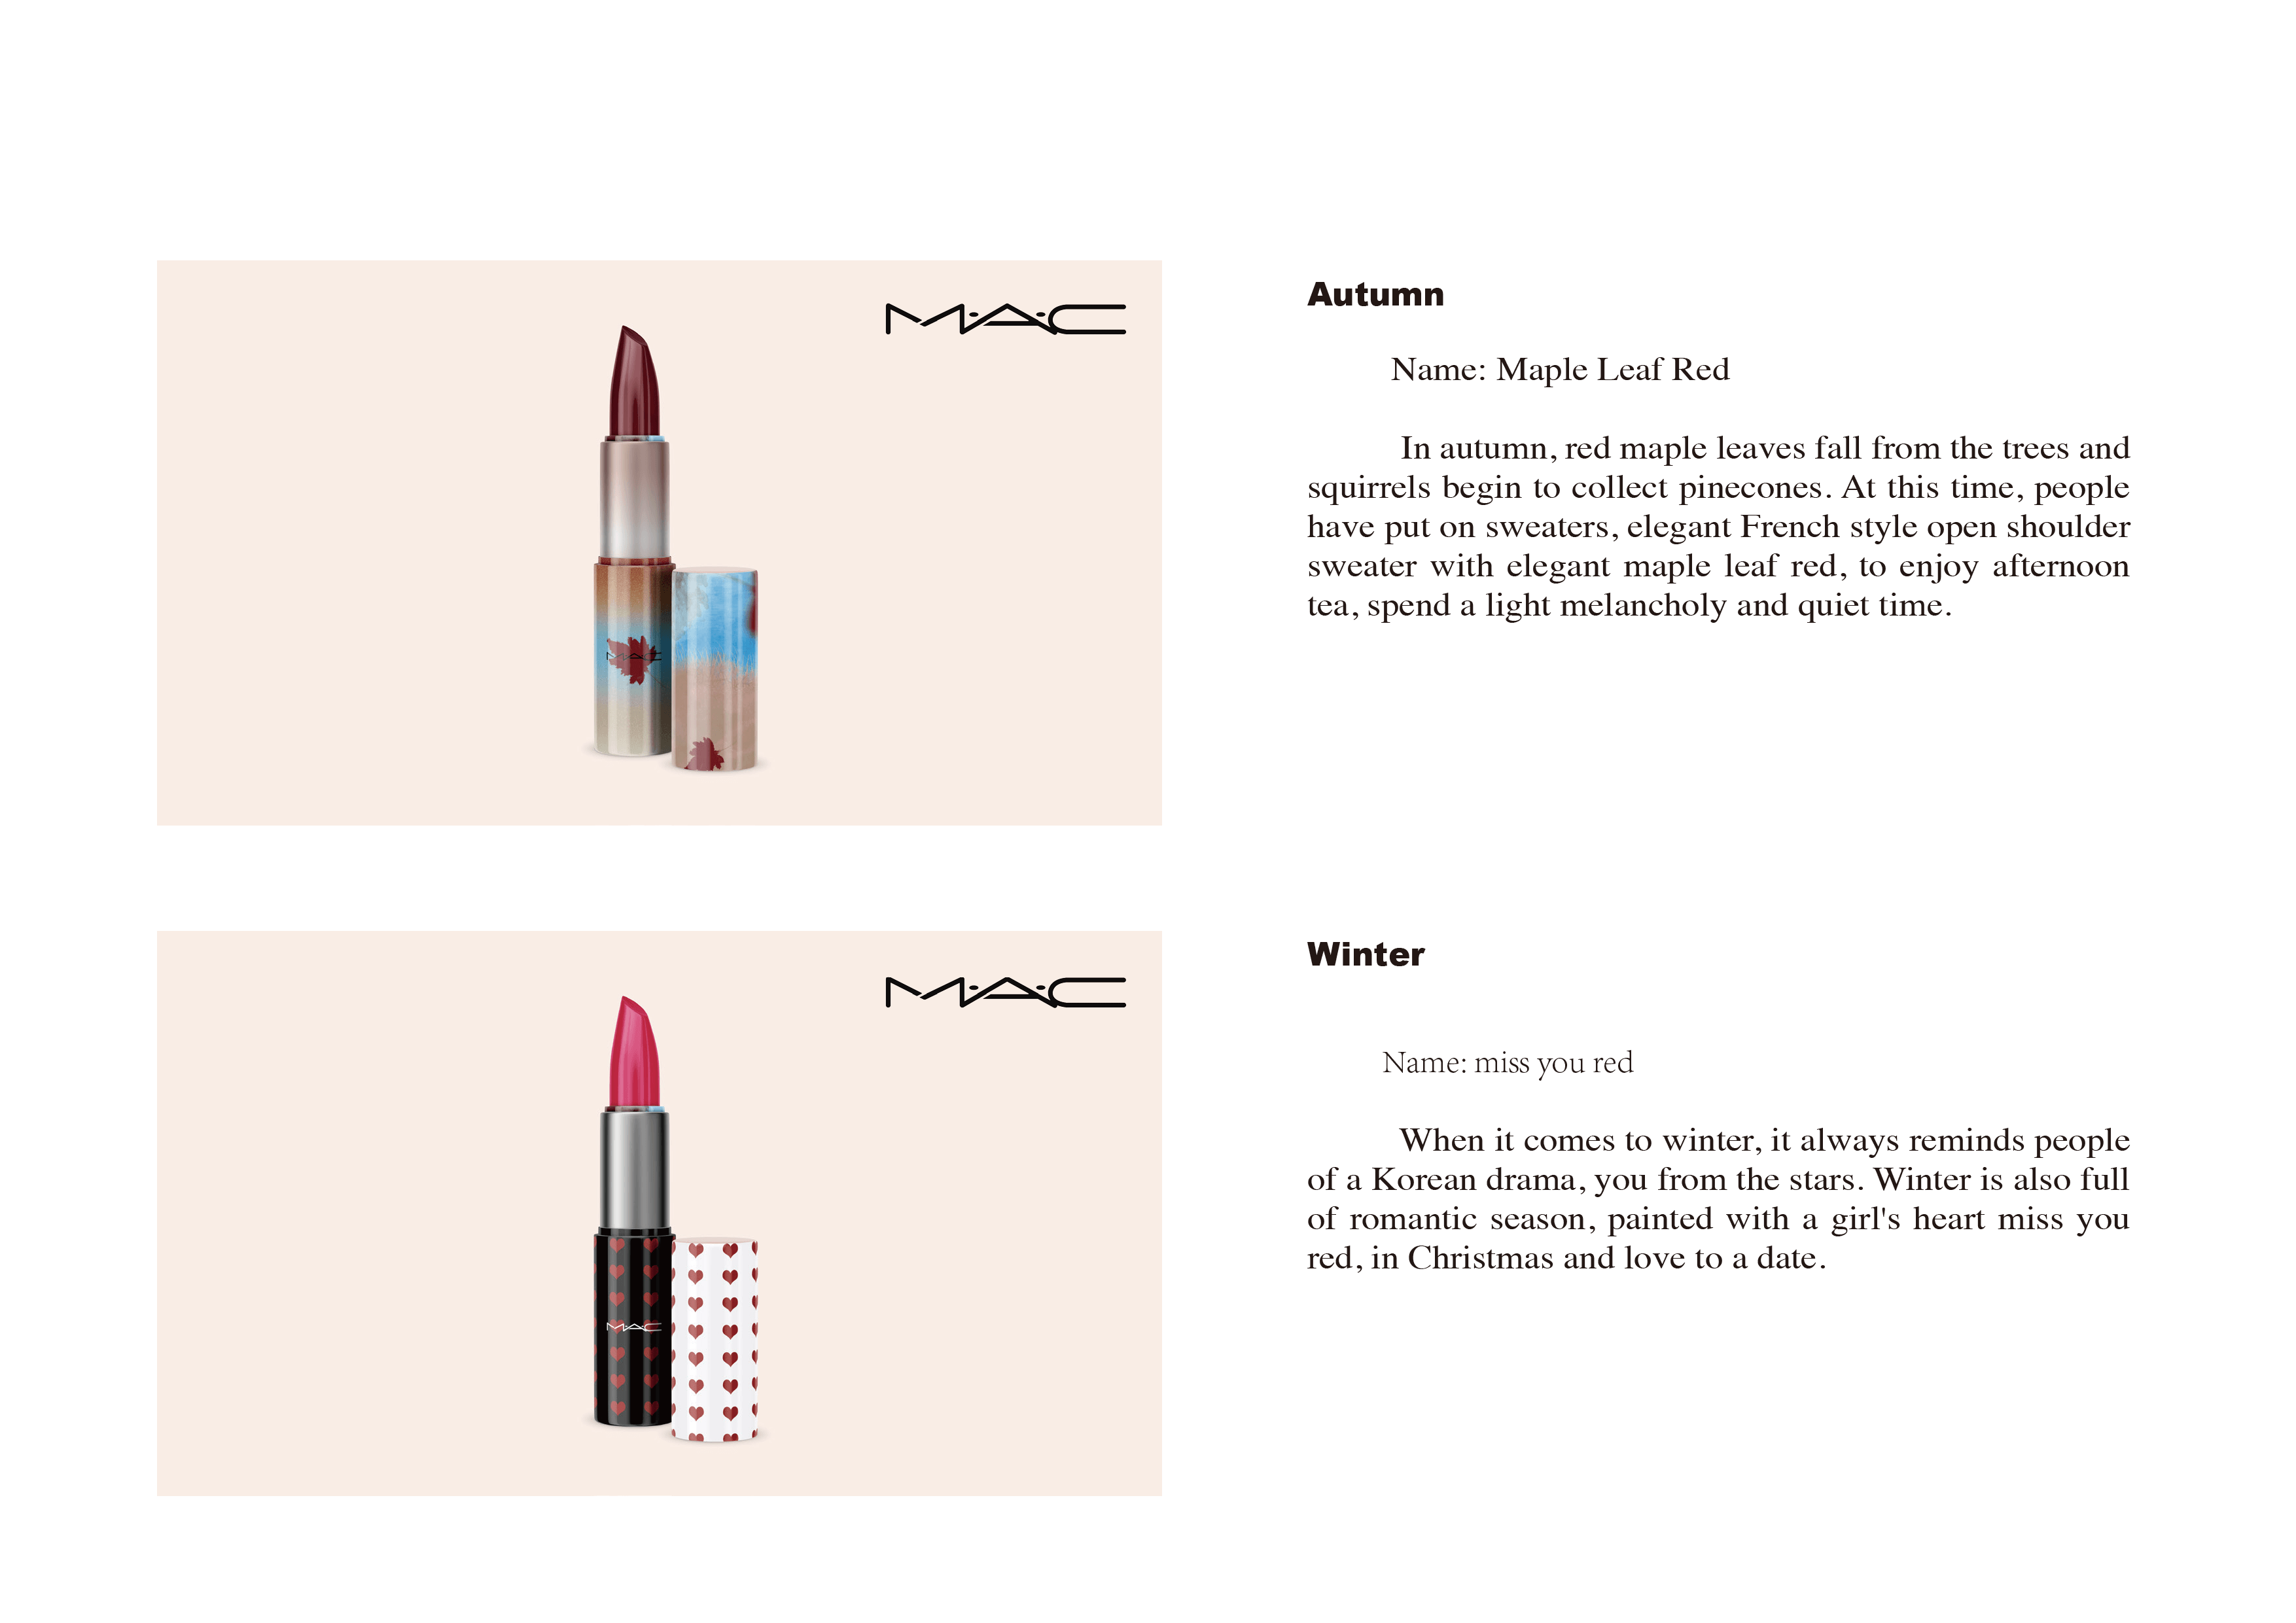 MAC
Autumn
Name: Maple Leaf Red
In autumn, red maple leaves fall from the trees and
squirrels begin to collect pinecones. At this time, people
have put on sweaters, elegant French style open shoulder
sweater with elegant maple leaf red, to enjoy afternoon
tea, spend a light melancholy and quiet time.
MAC
MAC
Winter
Name: miss you red
When it comes to winter, it always reminds people
of a Korean drama, you from the stars. Winter is also full
of romantic season, painted with a girl's heart miss you
red, in Christmas and love to a date.
MAC